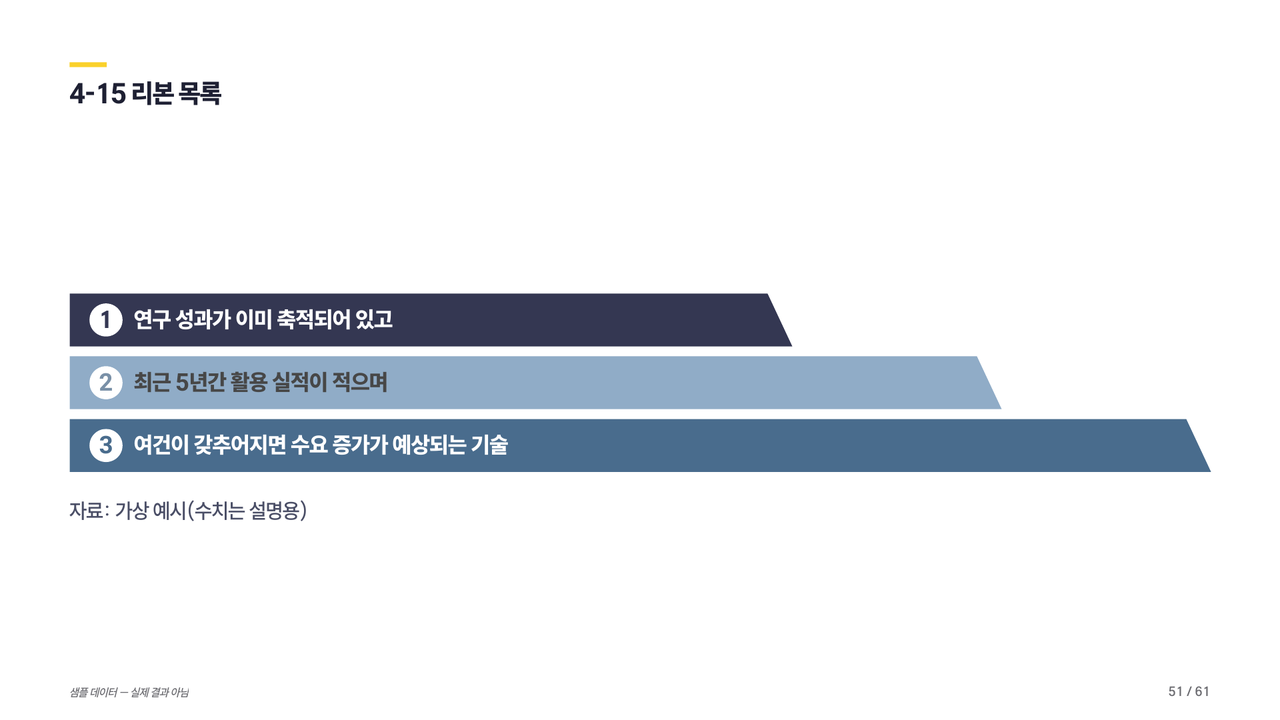 4-15 리본 목록
1 연구 성과가 이미 축적되어 있고
2 최근 5년간 활용 실적이 적으며
3 여건이 갖추어지면 수요 증가가 예상되는 기술
자료: 가상 예시(수치는 설명용)
샘플 데이터 — 실제 결과 아님
51 / 61